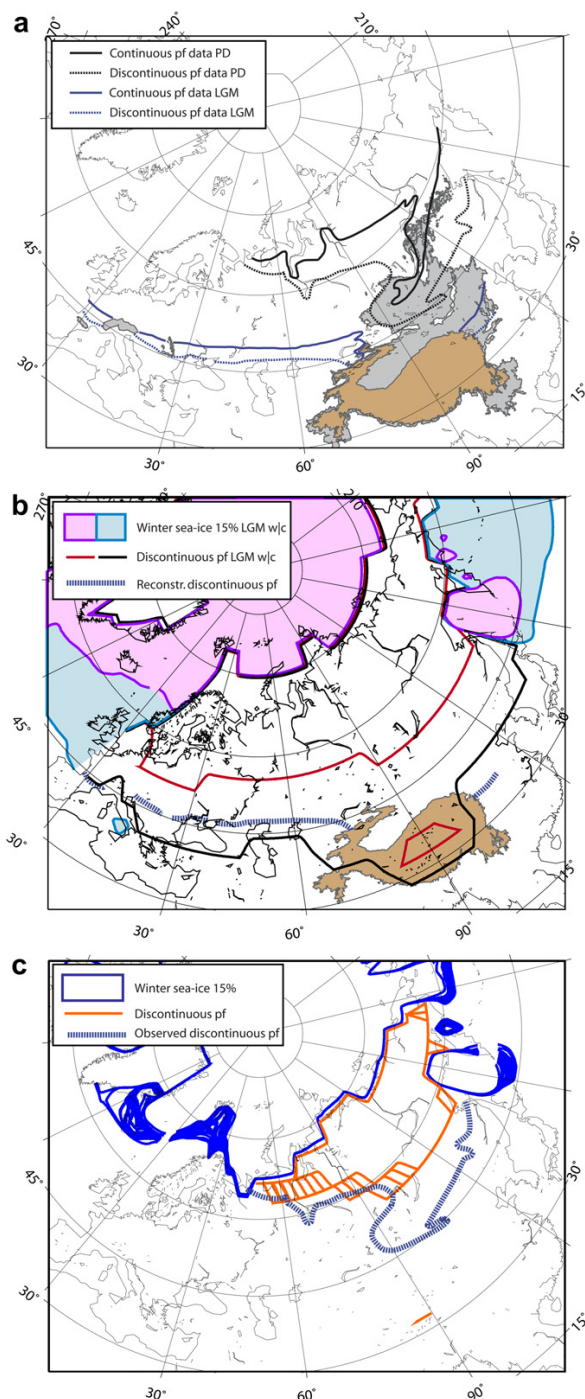 a
270°
240°
210°
Continuous pf data PD
Discontinuous pf data PD
Continuous pf data LGM
Discontinuous pf data LGM
45°
30°
30°
15°
30°
60°
90°
b
270°
Winter sea-ice 15% LGM w|c
Discontinuous pf LGM w|c
Reconstr. discontinuous pf
45°
30°
30°
15°
30°
60°
90°
c
Winter sea-ice 15%
Discontinuous pf
Observed discontinuous pf
45°
30°
30°
15°
30°
60°
90°